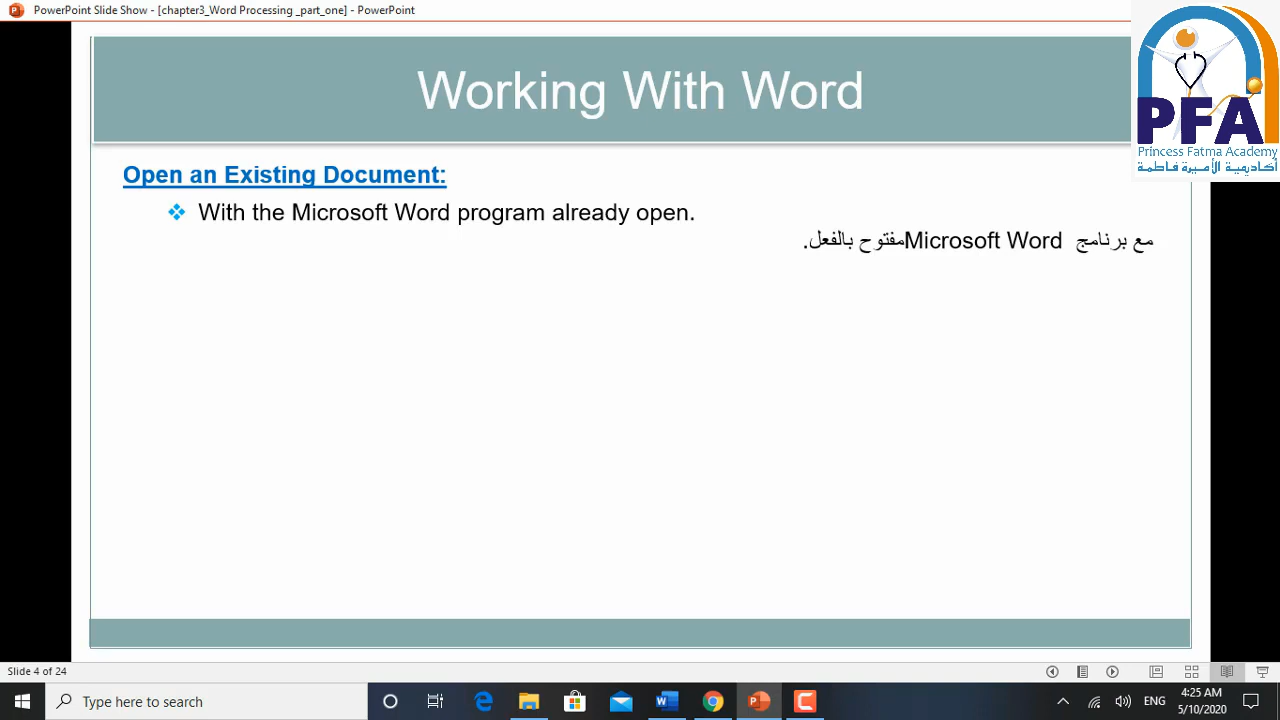 PowerPoint Slide Show - [chapter3_Word Processing _part_one] - PowerPoint
Working With Word
PFA
Princess Fatma Academy
أكاديمية الأميرة فاطمة
Open an Existing Document:
With the Microsoft Word program already open.
مع برنامج Microsoft Word مفتوح بالفعل.
Slide 4 of 24
Type here to search
ENG
4:25 AM
5/10/2020